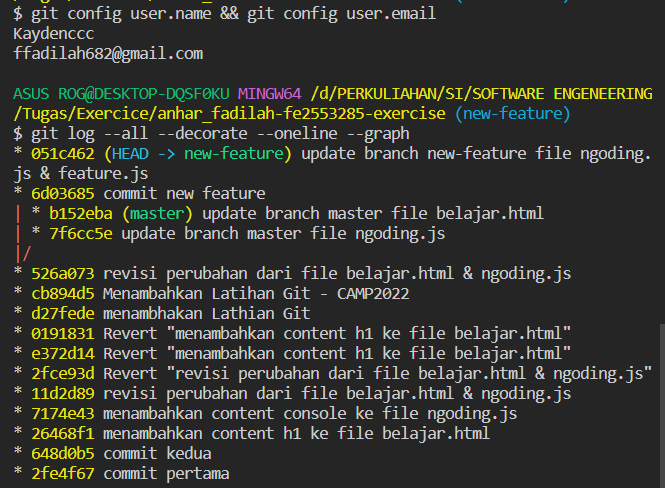 $ git config user.name && git config user.email
Kaydenccc
ffadilah682@gmail.com
ASUS ROG@DESKTOP-DQSF0KU MINGW64 /d/PERKULIAHAN/SI/SOFTWARE ENGENEERING
/Tugas/Exercice/anhar_fadilah-fe2553285-exercise (new-feature)
$ git log --all --decorate --oneline --graph
* 051c462 (HEAD -> new-feature) update branch new-feature file ngoding.
js & feature.js
* 6d03685 commit new feature
| * b152eba (master) update branch master file belajar.html
| * 7f6cc5e update branch master file ngoding.js
|/
* 526a073 revisi perubahan dari file belajar.html & ngoding.js
* cb894d5 Menambahkan Latihan Git - CAMP2022
* d27fede menambhakan Lathian Git
* 0191831 Revert "menambahkan content h1 ke file belajar.html"
* e372d14 Revert "menambahkan content h1 ke file belajar.html"
* 2fce93d Revert "revisi perubahan dari file belajar.html & ngoding.js"
* 11d2d89 revisi perubahan dari file belajar.html & ngoding.js
* 7174e43 menambahkan content console ke file ngoding.js
* 26468f1 menambahkan content h1 ke file belajar.html
* 648d0b5 commit kedua
* 2fe4f67 commit pertama